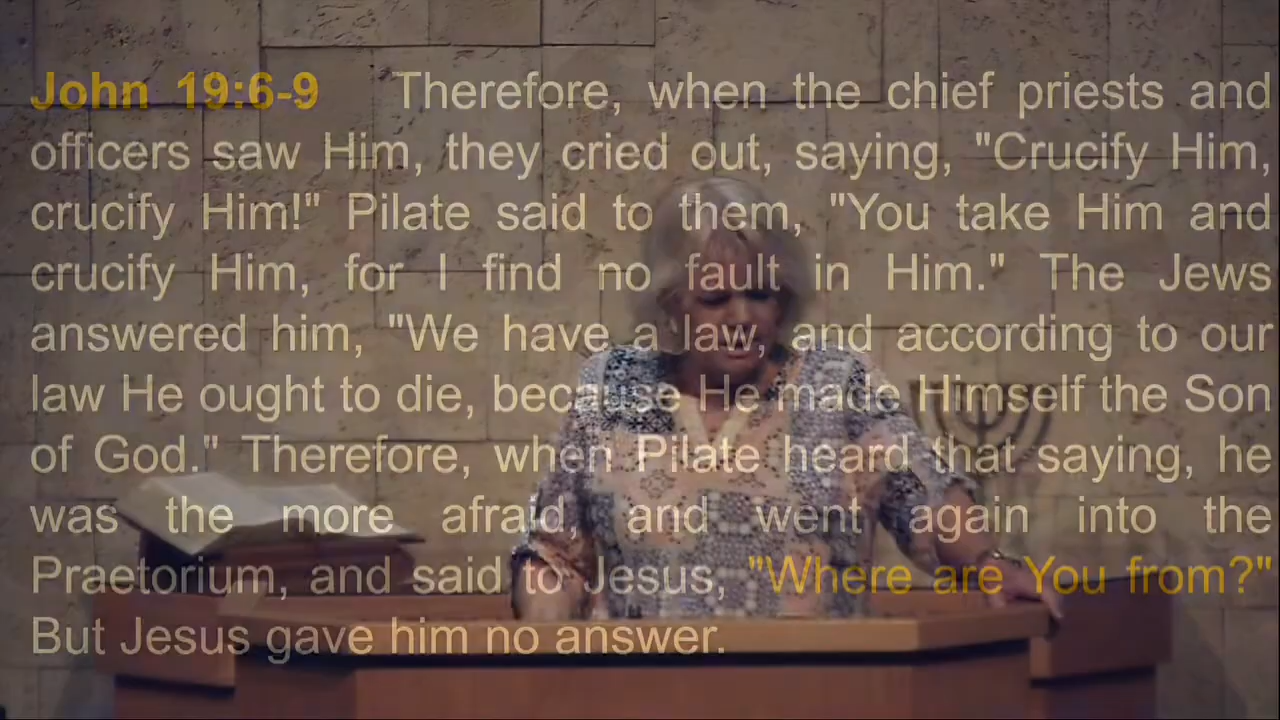 John 19:6-9 Therefore, when the chief priests and
officers saw Him, they cried out, saying, "Crucify Him,
crucify Him!" Pilate said to them, "You take Him and
crucify Him, for I find no fault in Him." The Jews
answered him, "We have a law, and according to our
law He ought to die, because He made Himself the Son
of God." Therefore, when Pilate heard that saying, he
was the more afraid, and went again into the
Praetorium, and said to Jesus, "Where are You from?"
But Jesus gave him no answer.